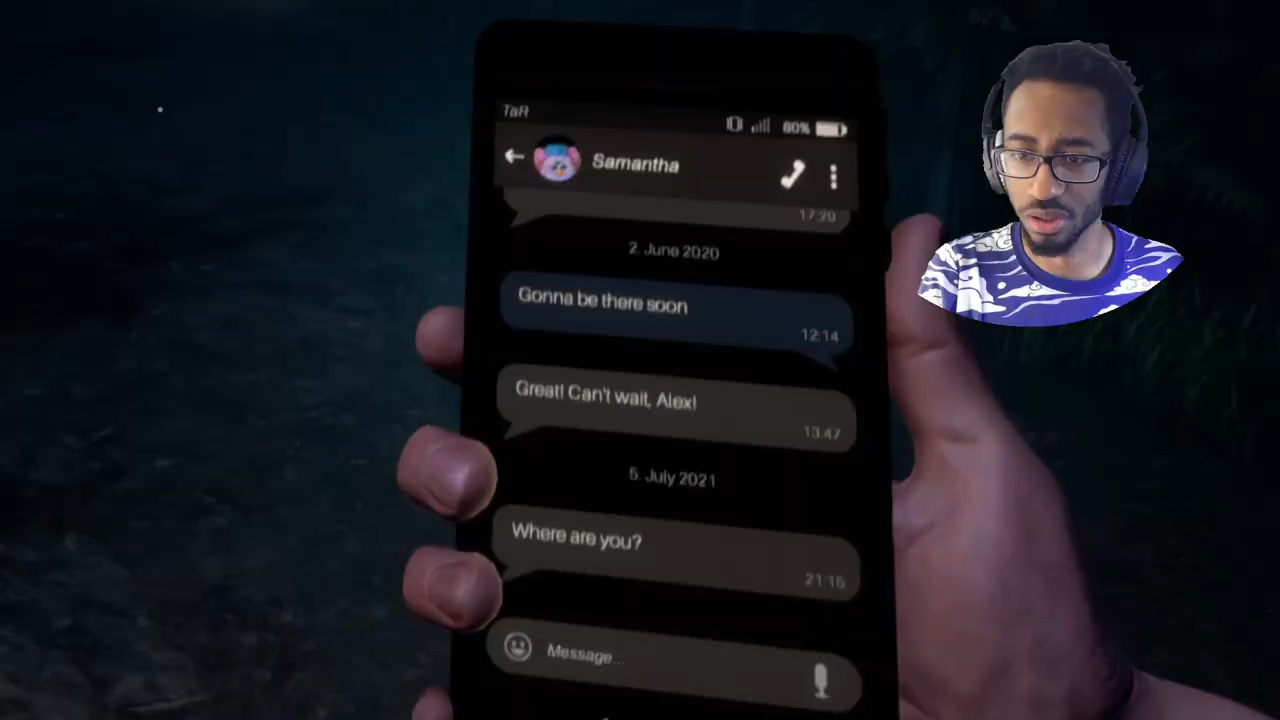 TaR
80%
Samantha
17:20
2. June 2020
Gonna be there soon
12:14
Great! Can't wait, Alex!
13:47
5. July 2021
Where are you?
21:16
Message...